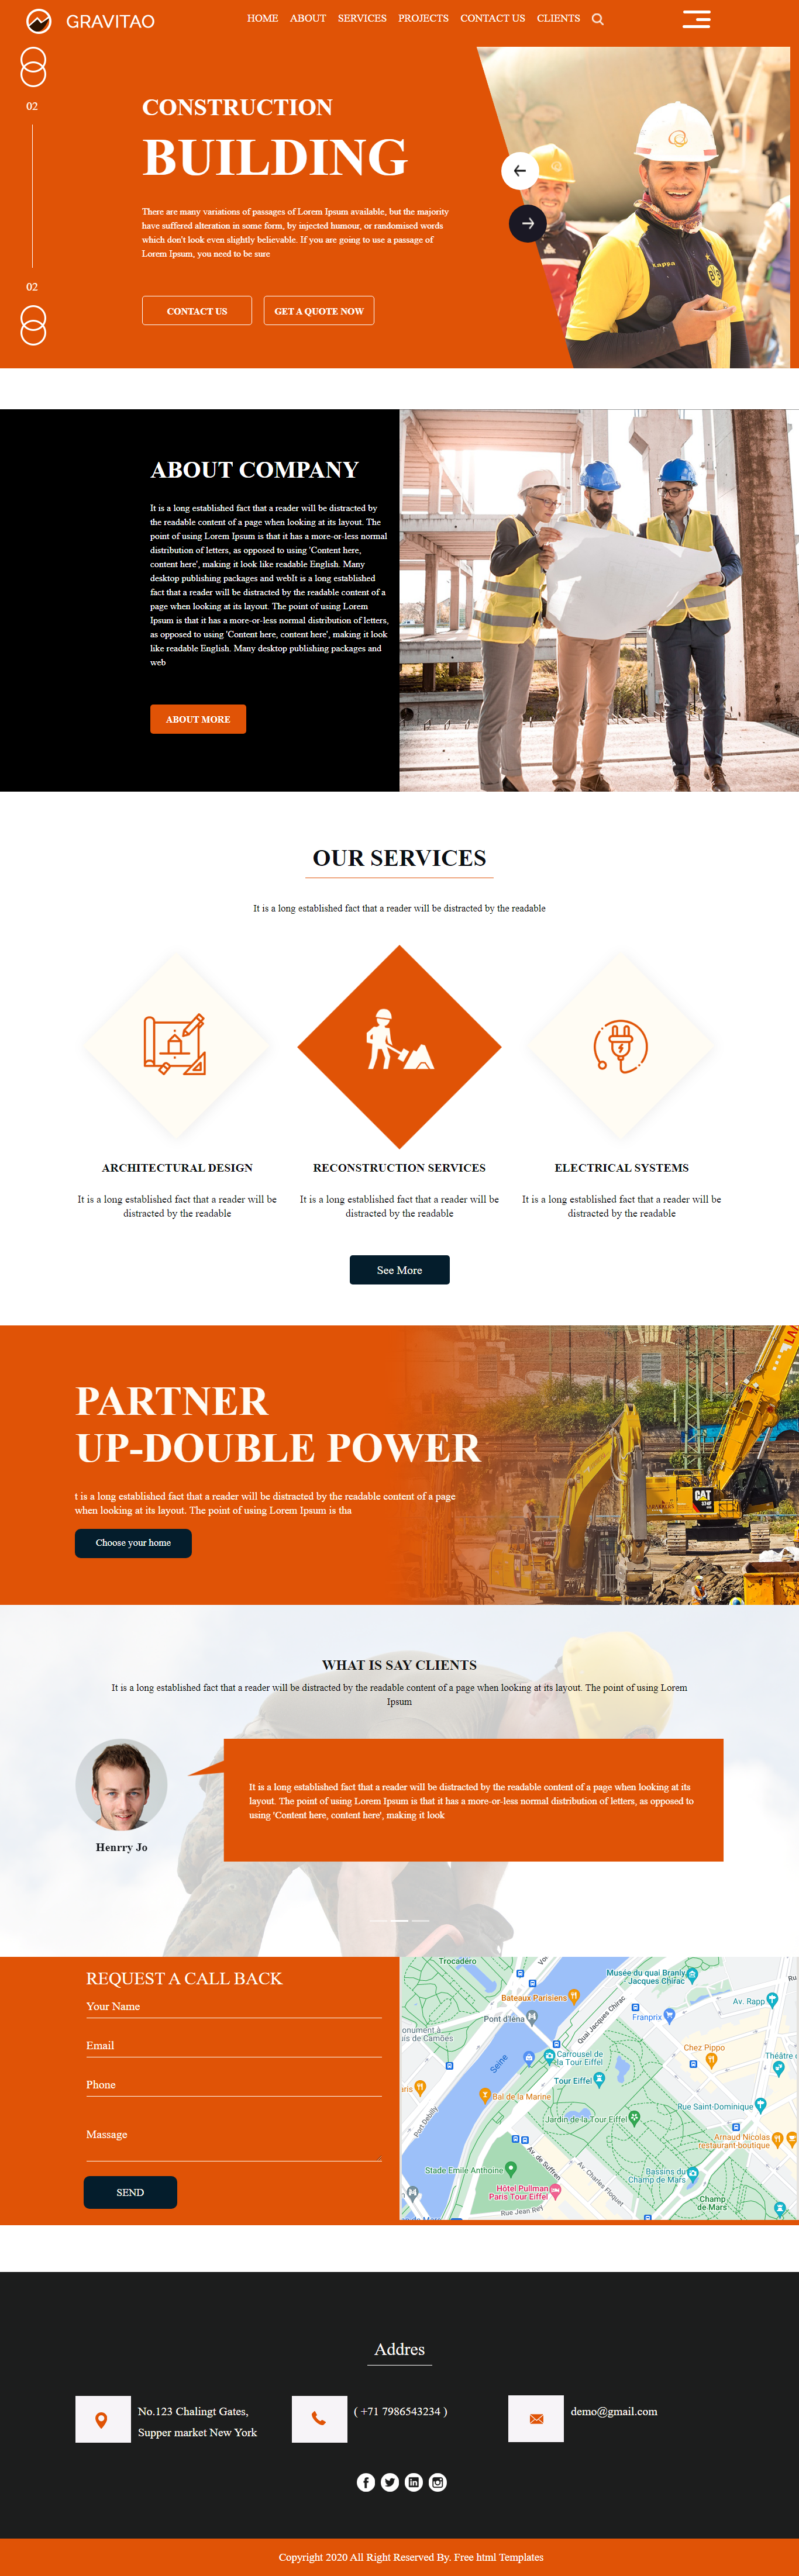 GRAVITAO
HOME ABOUT SERVICES PROJECTS CONTACT US CLIENTS
02
02
CONSTRUCTION
BUILDING
There are many variations of passages of Lorem Ipsum available, but the majority
have suffered alteration in some form, by injected humour, or randomised words
which don't look even slightly believable. If you are going to use a passage of
Lorem Ipsum, you need to be sure
CONTACT US GET A QUOTE NOW
kappa
ABOUT COMPANY
It is a long established fact that a reader will be distracted by
the readable content of a page when looking at its layout. The
point of using Lorem Ipsum is that it has a more-or-less normal
distribution of letters, as opposed to using 'Content here,
content here', making it look like readable English. Many
desktop publishing packages and webIt is a long established
fact that a reader will be distracted by the readable content of a
page when looking at its layout. The point of using Lorem
Ipsum is that it has a more-or-less normal distribution of letters,
as opposed to using 'Content here, content here', making it look
like readable English. Many desktop publishing packages and
web
ABOUT MORE
OUR SERVICES
It is a long established fact that a reader will be distracted by the readable
ARCHITECTURAL DESIGN
It is a long established fact that a reader will be
distracted by the readable
RECONSTRUCTION SERVICES
It is a long established fact that a reader will be
distracted by the readable
ELECTRICAL SYSTEMS
It is a long established fact that a reader will be
distracted by the readable
See More
PARTNER
UP-DOUBLE POWER
t is a long established fact that a reader will be distracted by the readable content of a page
when looking at its layout. The point of using Lorem Ipsum is tha
Choose your home
CAT
WHAT IS SAY CLIENTS
It is a long established fact that a reader will be distracted by the readable content of a page when looking at its layout. The point of using Lorem
Ipsum
Henrry Jo
It is a long established fact that a reader will be distracted by the readable content of a page when looking at its
layout. The point of using Lorem Ipsum is that it has a more-or-less normal distribution of letters, as opposed to
using 'Content here, content here', making it look
REQUEST A CALL BACK
Your Name
Email
Phone
Massage
SEND
Trocadéro
Musée du quai Branly
Jacques Chirac
Bateaux Parisiens
Av. Rapp
Pont d'Iéna
Quai Jacques Chirac
Franprix
Chez Pippo
Carrousel de
la Tour Eiffel
Seine
Théâtre
Tour Eiffel
Bal de la Marine
Rue Saint-Dominique
Port Debilly
Jardin de la Tour Eiffel
Arnaud Nicolas
restaurant-boutique
Av. de Suffren
Stade Emile Anthoine
Av. Charles Floquet
Bassins du
Champ de Mars
Hôtel Pullman
Paris Tour Eiffel
Champ
de Mars
Rue Jean Rey
Addres
No.123 Chalingt Gates,
Supper market New York
( +71 7986543234 )
demo@gmail.com
Copyright 2020 All Right Reserved By. Free html Templates